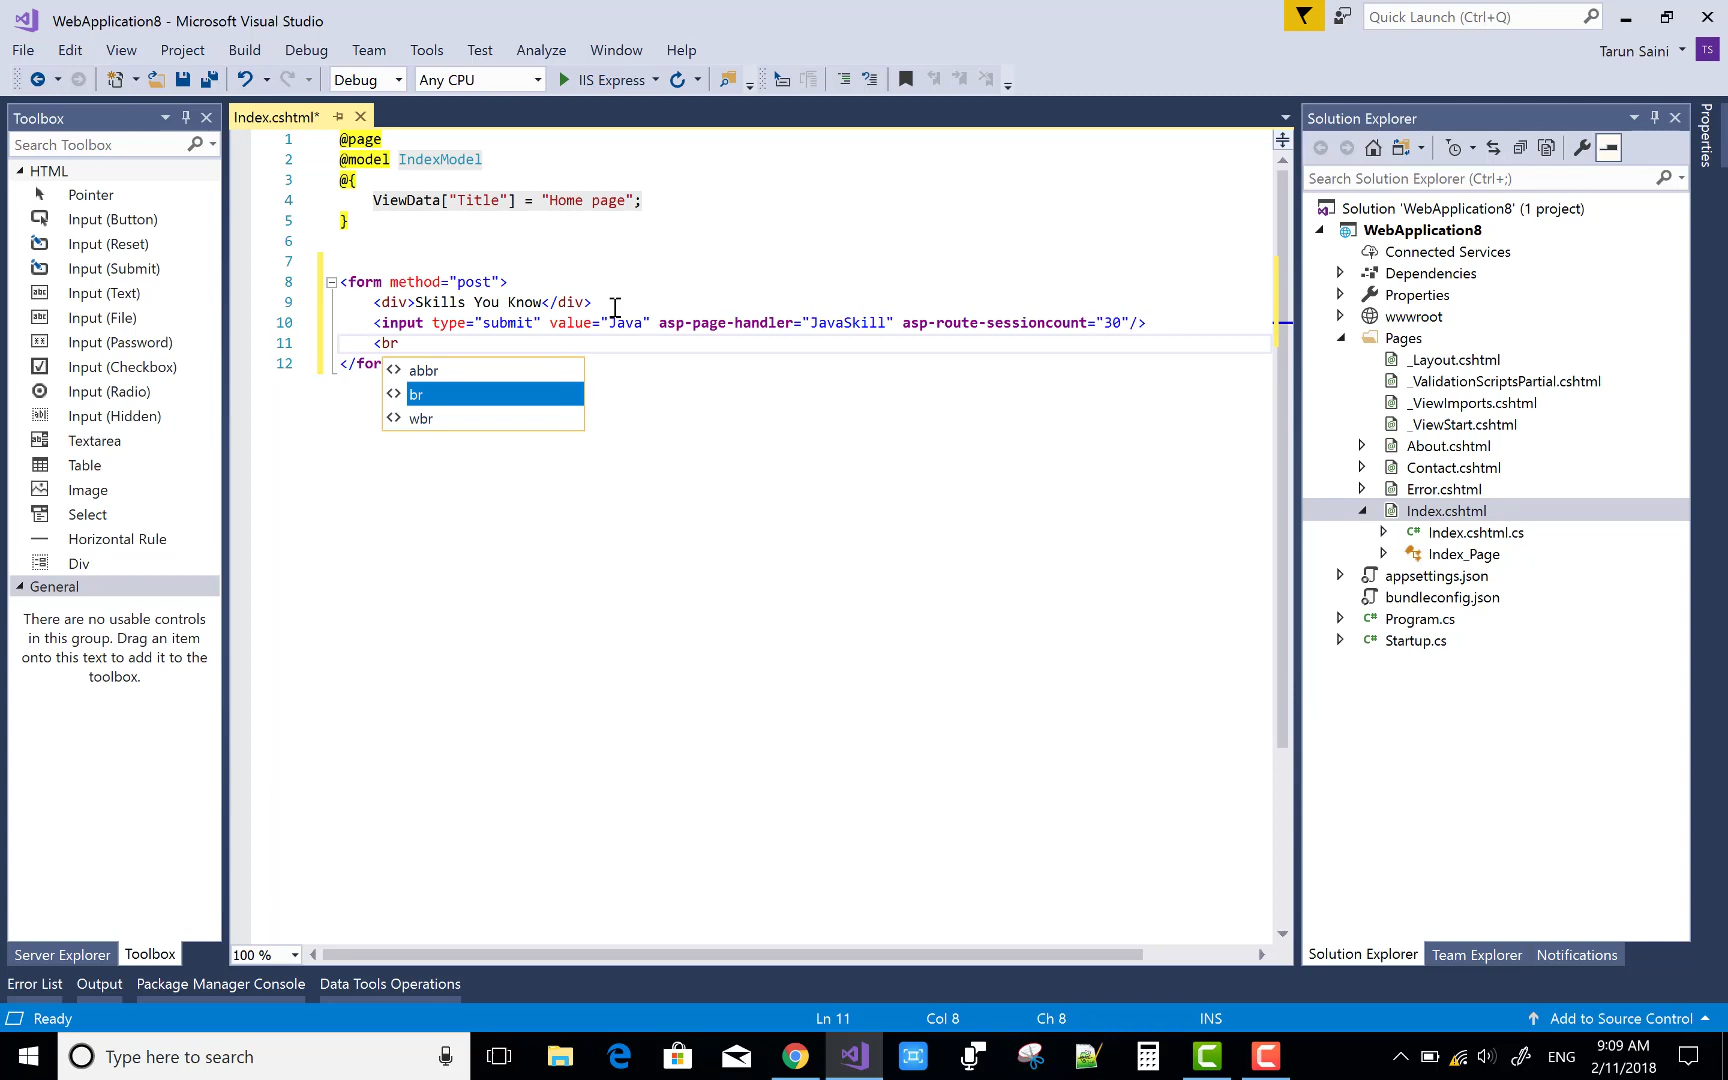 WebApplication8 - Microsoft Visual Studio
Quick Launch (Ctrl+Q)
File Edit View Project Build Debug Team Tools Test Analyze Window Help
Tarun Saini TS
Debug Any CPU IIS Express
Toolbox
Search Toolbox
HTML
Pointer
Input (Button)
Input (Reset)
Input (Submit)
Input (Text)
Input (File)
Input (Password)
Input (Checkbox)
Input (Radio)
Input (Hidden)
Textarea
Table
Image
Select
Horizontal Rule
Div
General
There are no usable controls
in this group. Drag an item
onto this text to add it to the
toolbox.
Server Explorer Toolbox
Index.cshtml*
1 @page
2 @model IndexModel
3 @{
4 ViewData["Title"] = "Home page";
5 }
6
7
8 <form method="post">
9 <div>Skills You Know</div>
10 <input type="submit" value="Java" asp-page-handler="JavaSkill" asp-route-sessioncount="30"/>
11 <br
12 </for
abbr
br
wbr
100 %
Solution Explorer
Search Solution Explorer (Ctrl+;)
Solution 'WebApplication8' (1 project)
WebApplication8
Connected Services
Dependencies
Properties
wwwroot
Pages
_Layout.cshtml
_ValidationScriptsPartial.cshtml
_ViewImports.cshtml
_ViewStart.cshtml
About.cshtml
Contact.cshtml
Error.cshtml
Index.cshtml
C# Index.cshtml.cs
Index_Page
appsettings.json
bundleconfig.json
C# Program.cs
C# Startup.cs
Solution Explorer Team Explorer Notifications
Properties
Error List Output Package Manager Console Data Tools Operations
Ready Ln 11 Col 8 Ch 8 INS Add to Source Control
Type here to search
ENG
9:09 AM
2/11/2018